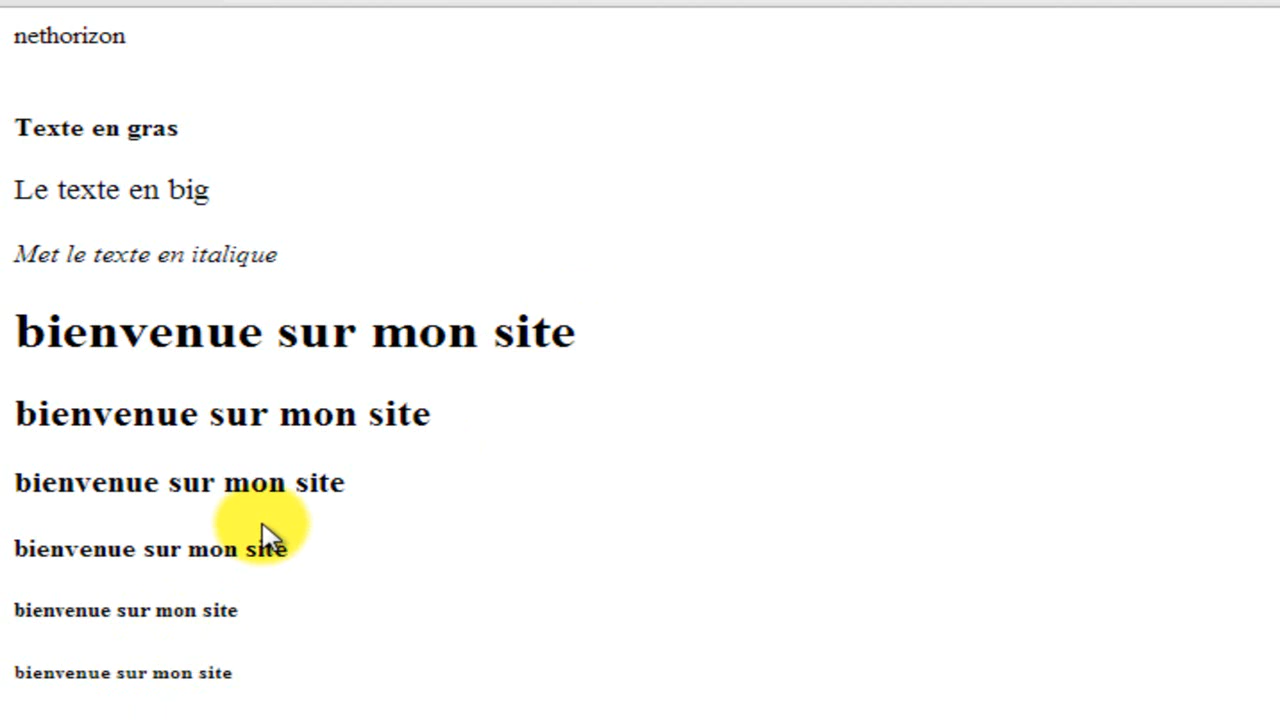 nethorizon
Texte en gras
Le texte en big
Met le texte en italique
bienvenue sur mon site
bienvenue sur mon site
bienvenue sur mon site
bienvenue sur mon site
bienvenue sur mon site
bienvenue sur mon site